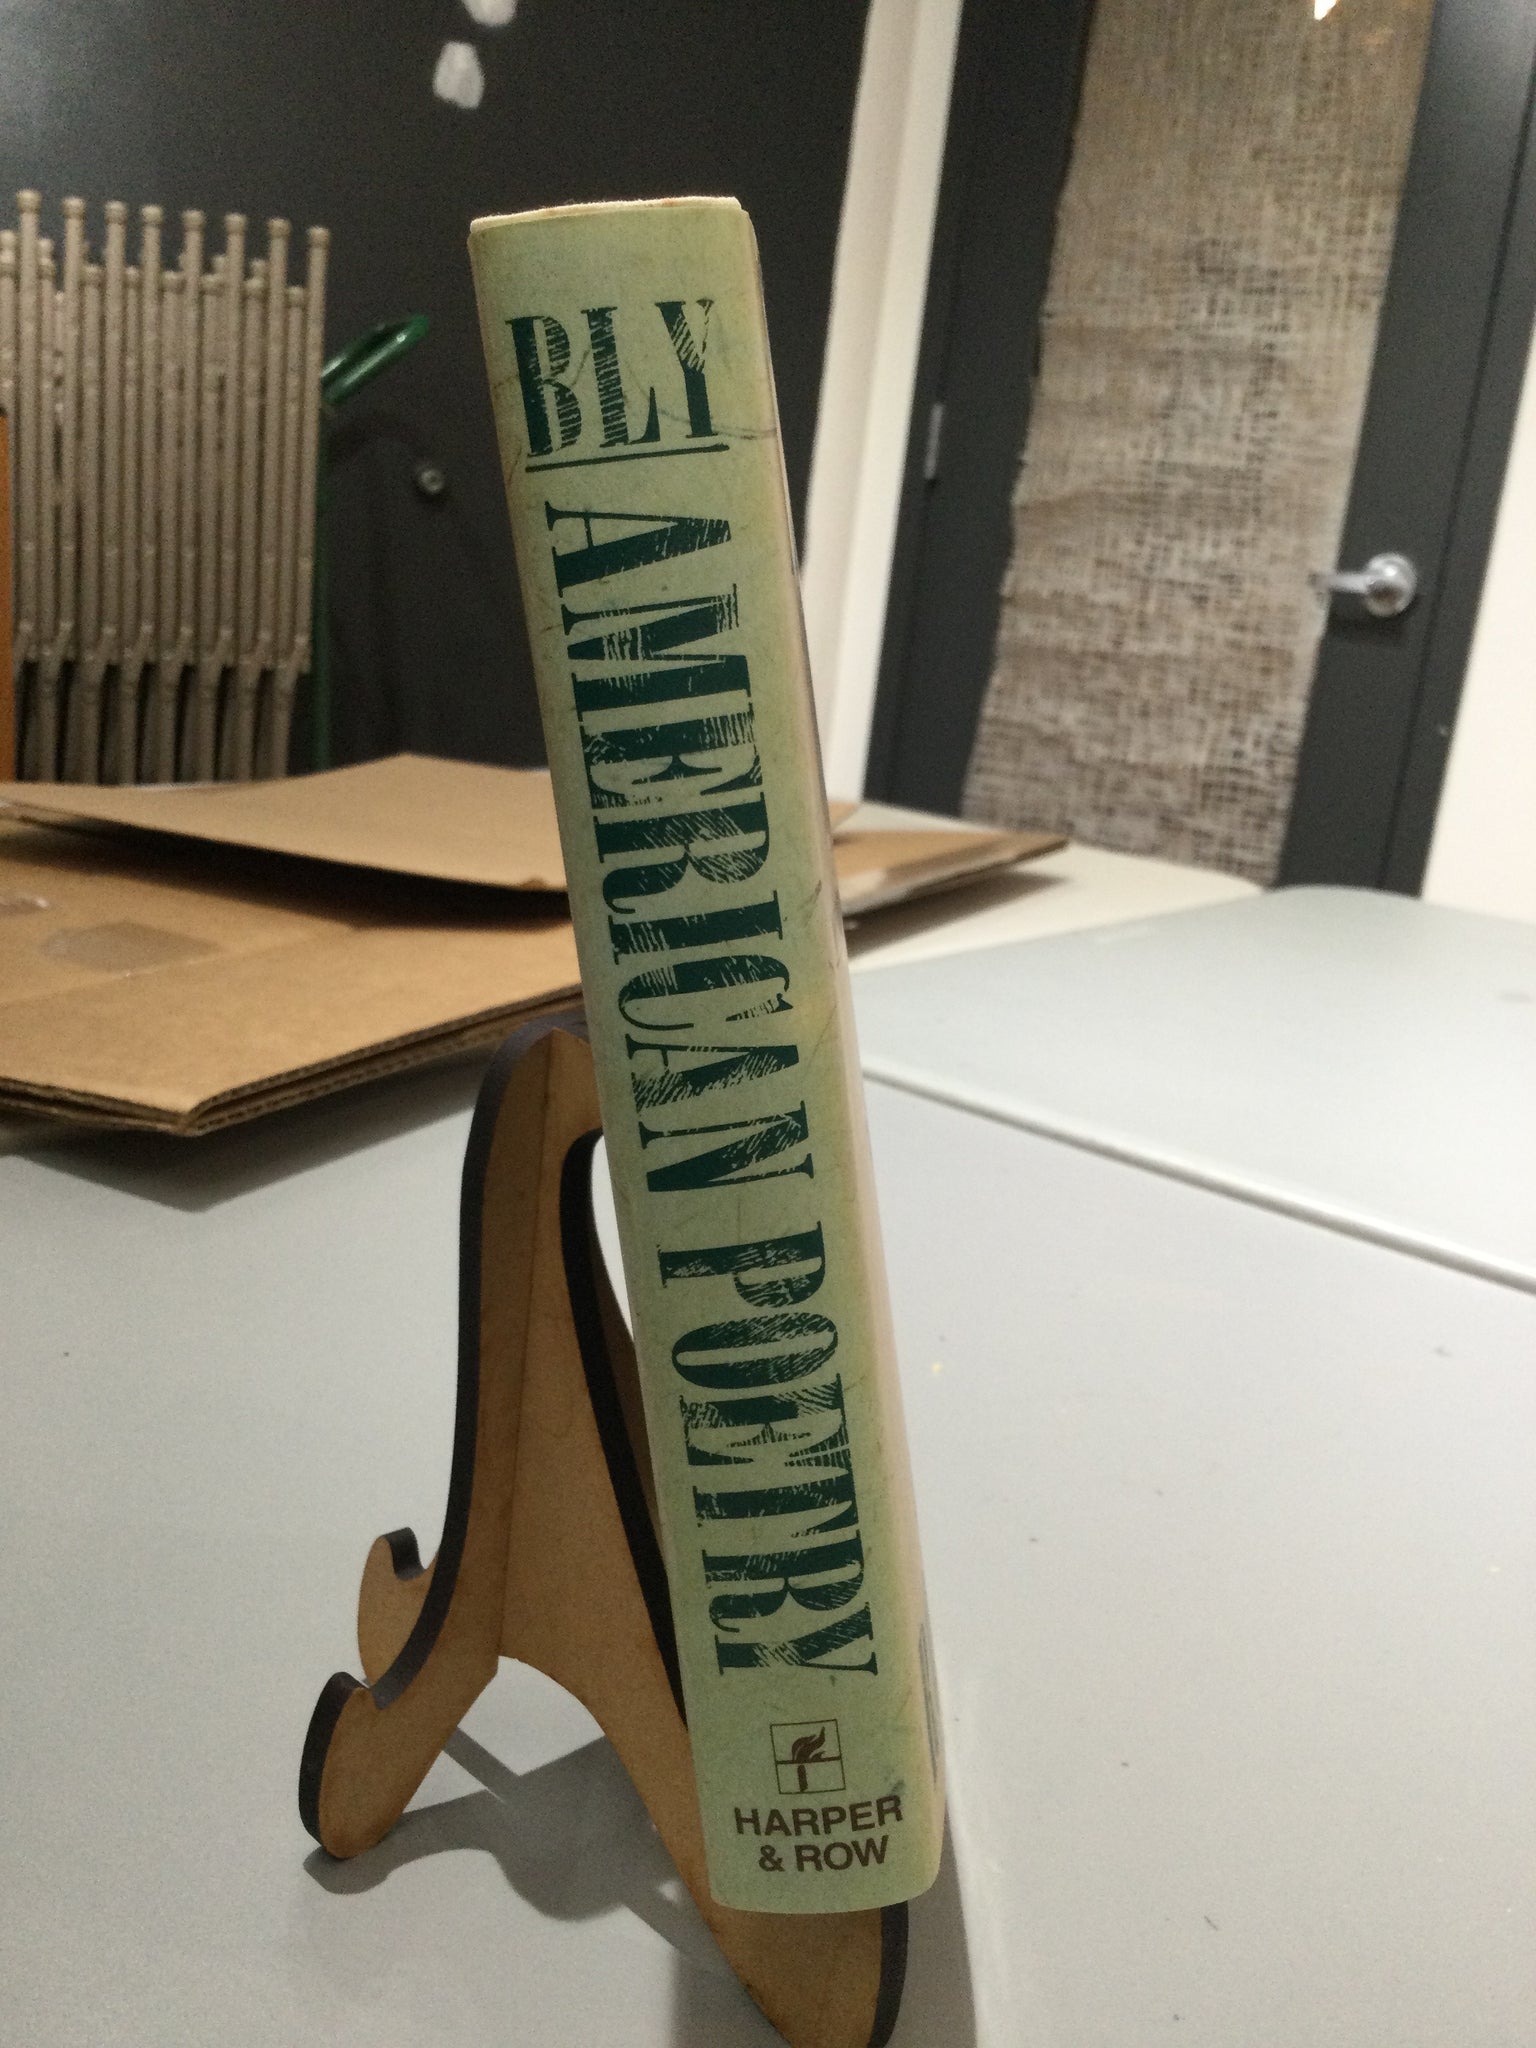 BLY
AMERICAN POETRY
HARPER
& ROW